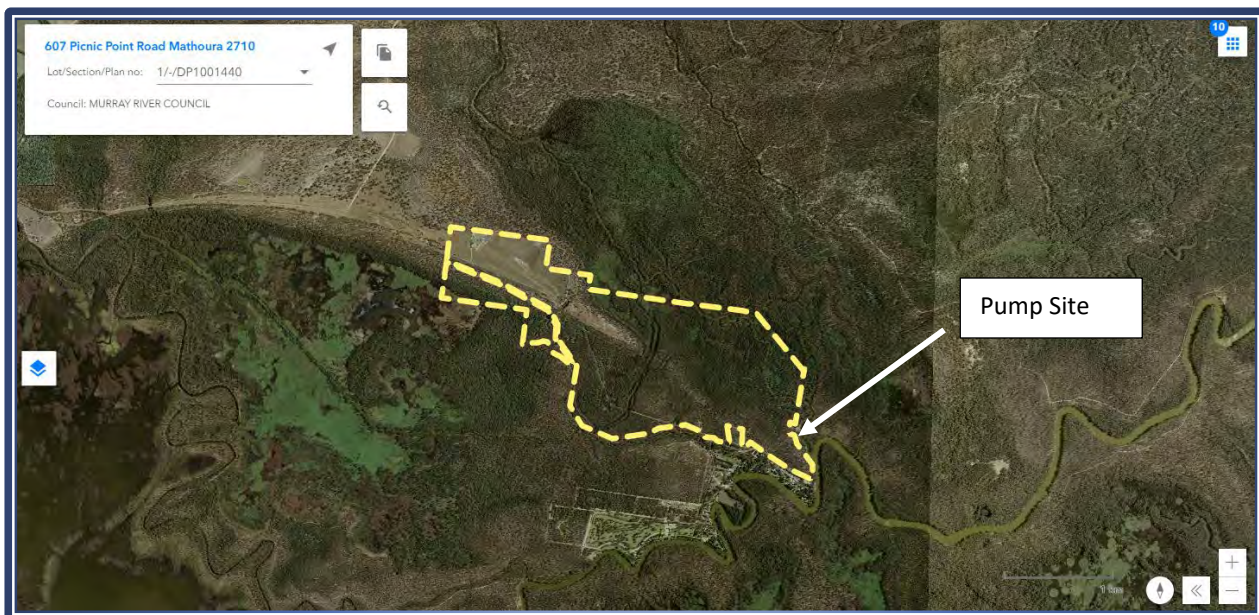 607 Picnic Point Road Mathoura 2710
Lot/Section/Plan no: 1/-/DP1001440
Council: MURRAY RIVER COUNCIL
10
Pump Site